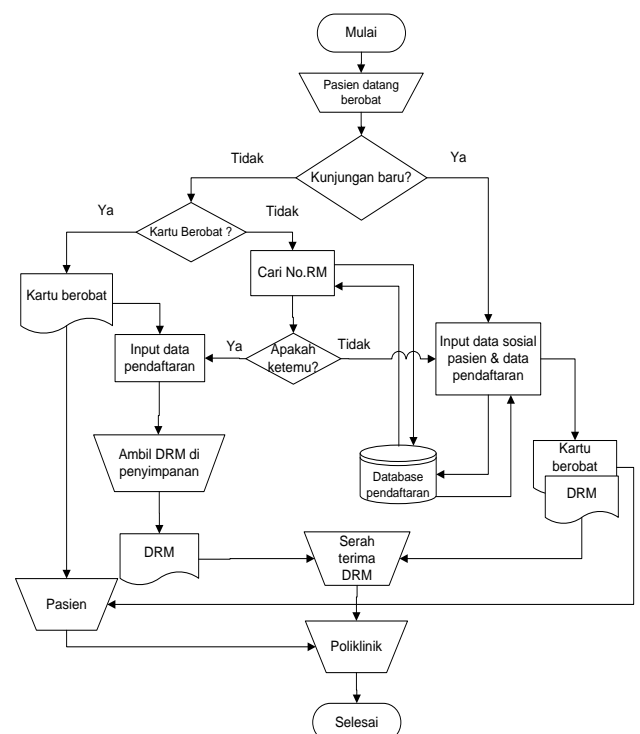 Mulai
Pasien datang
berobat
Kunjungan baru?
Tidak
Ya
Kartu Berobat ?
Ya
Tidak
Kartu berobat
Cari No.RM
Input data
pendaftaran
Ya
Apakah
ketemu?
Tidak
Input data sosial
pasien & data
pendaftaran
Ambil DRM di
penyimpanan
Database
pendaftaran
Kartu
berobat
DRM
DRM
Serah
terima
DRM
Pasien
Poliklinik
Selesai